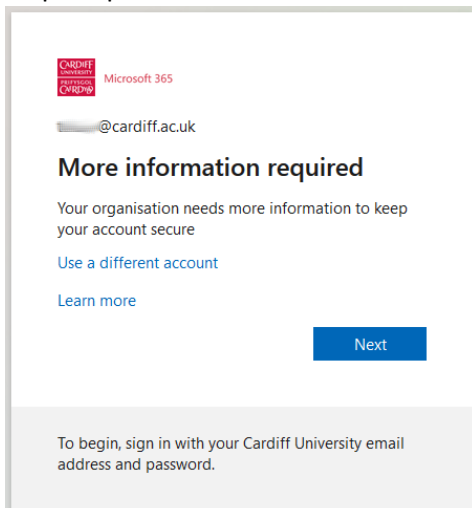 CARDIFF
UNIVERSITY
PRIFYSGOL
CAERDYDD
Microsoft 365
@cardiff.ac.uk
More information required
Your organisation needs more information to keep
your account secure
Use a different account
Learn more
Next
To begin, sign in with your Cardiff University email
address and password.